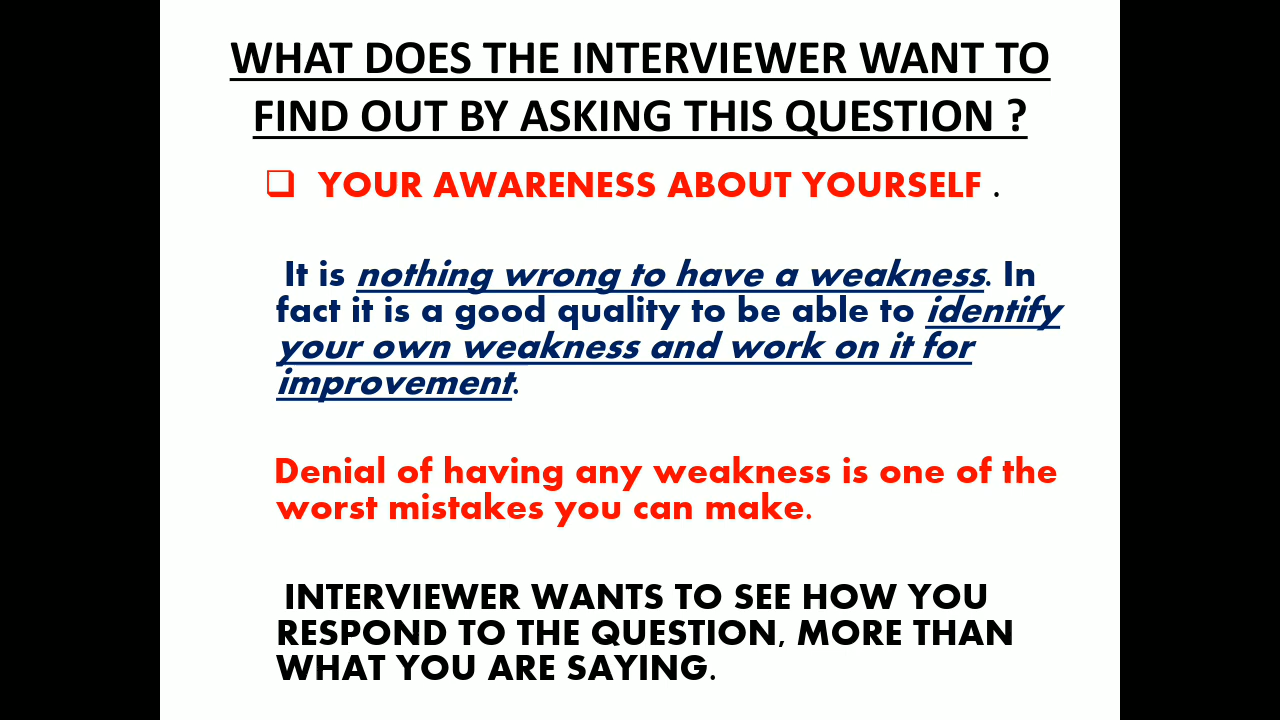 WHAT DOES THE INTERVIEWER WANT TO
FIND OUT BY ASKING THIS QUESTION ?
❑ YOUR AWARENESS ABOUT YOURSELF .
It is nothing wrong to have a weakness. In
fact it is a good quality to be able to identify
your own weakness and work on it for
improvement.
Denial of having any weakness is one of the
worst mistakes you can make.
INTERVIEWER WANTS TO SEE HOW YOU
RESPOND TO THE QUESTION, MORE THAN
WHAT YOU ARE SAYING.